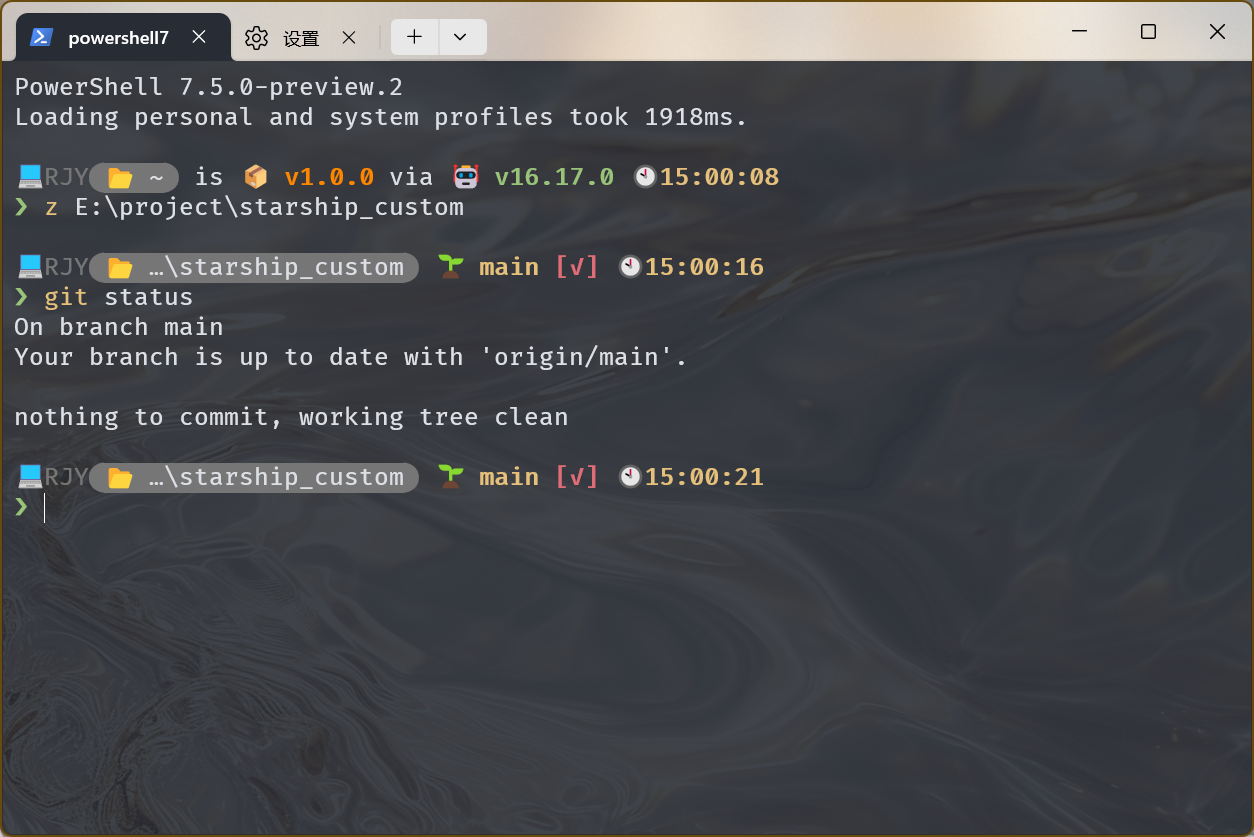 powershell7 设置
PowerShell 7.5.0-preview.2
Loading personal and system profiles took 1918ms.
💻RJY 📂 ~ is 📦 v1.0.0 via 🤖 v16.17.0 🕙15:00:08
❯ z E:\project\starship_custom
💻RJY 📂 …\starship_custom 🌱 main [√] 🕙15:00:16
❯ git status
On branch main
Your branch is up to date with 'origin/main'.
nothing to commit, working tree clean
💻RJY 📂 …\starship_custom 🌱 main [√] 🕙15:00:21
❯